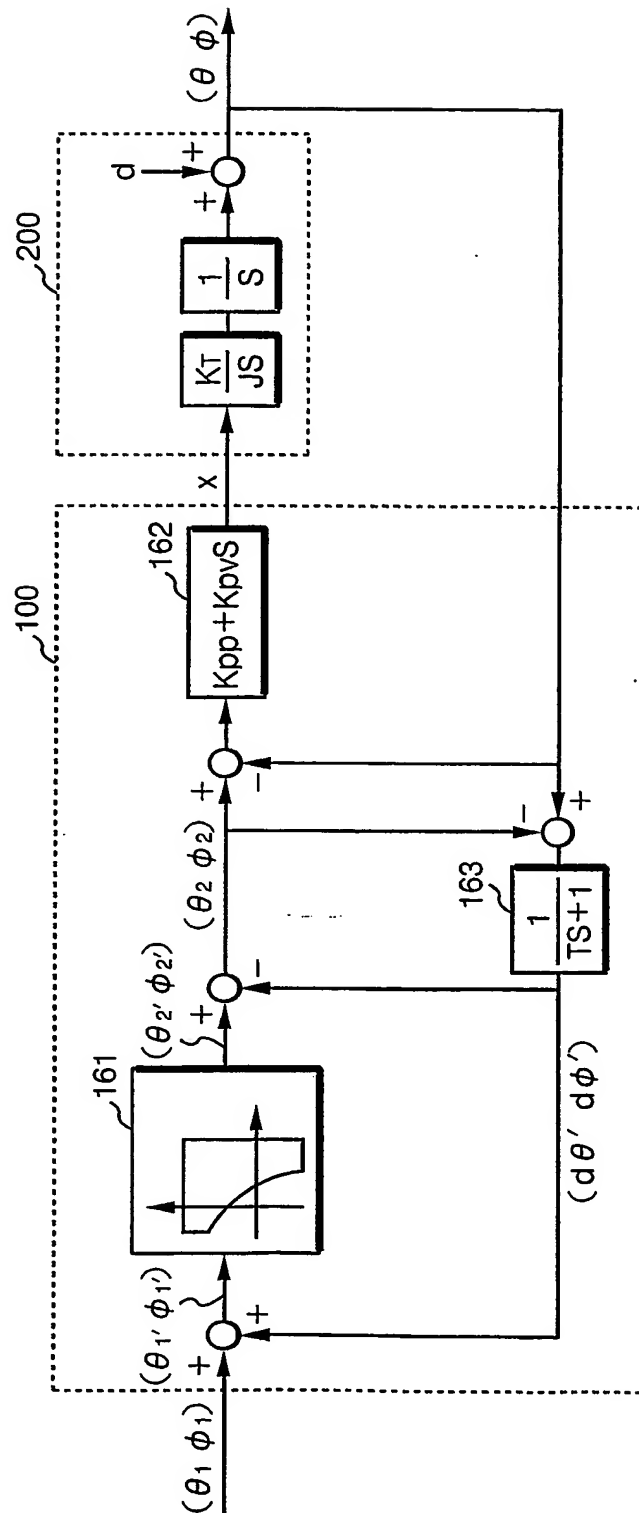 100
200
(θ1 ϕ1)
(θ1' ϕ1')
161
(θ2' ϕ2')
(θ2 ϕ2)
162
Kpp+KpvS
x
KT
JS
1
S
d
(θ ϕ)
+
+
+
−
+
−
+
+
−
+
163
1
TS+1
(dθ' dϕ')